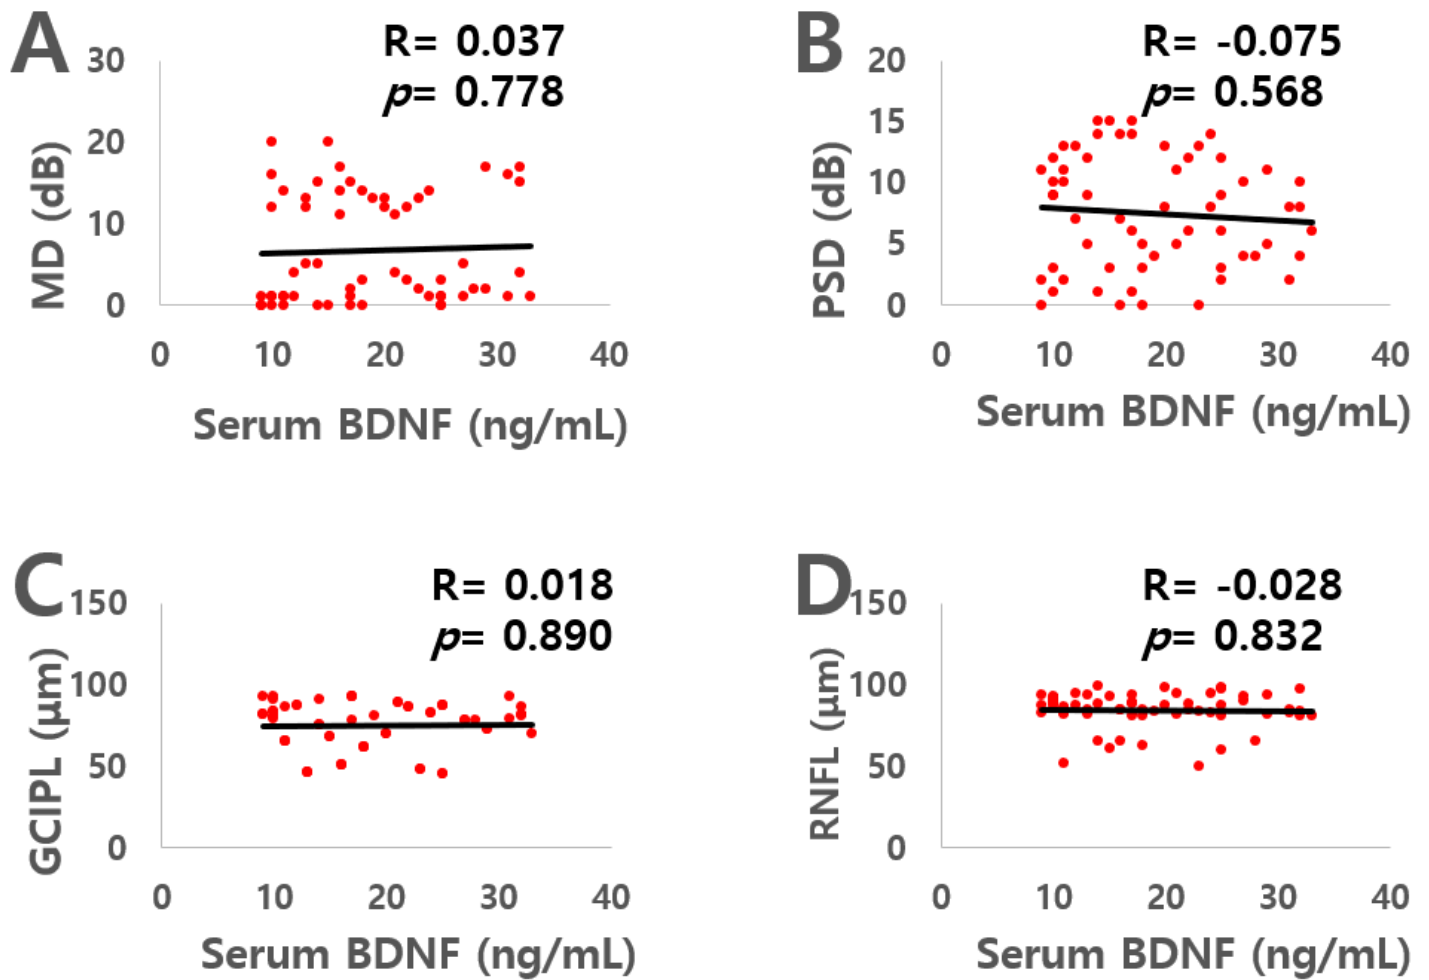 A
R= 0.037
p= 0.778
30
20
10
0
MD (dB)
0 10 20 30 40
Serum BDNF (ng/mL)
B
R= -0.075
p= 0.568
20
15
10
5
0
PSD (dB)
0 10 20 30 40
Serum BDNF (ng/mL)
C
R= 0.018
p= 0.890
150
100
50
0
GCIPL (μm)
0 10 20 30 40
Serum BDNF (ng/mL)
D
R= -0.028
p= 0.832
150
100
50
0
RNFL (μm)
0 10 20 30 40
Serum BDNF (ng/mL)